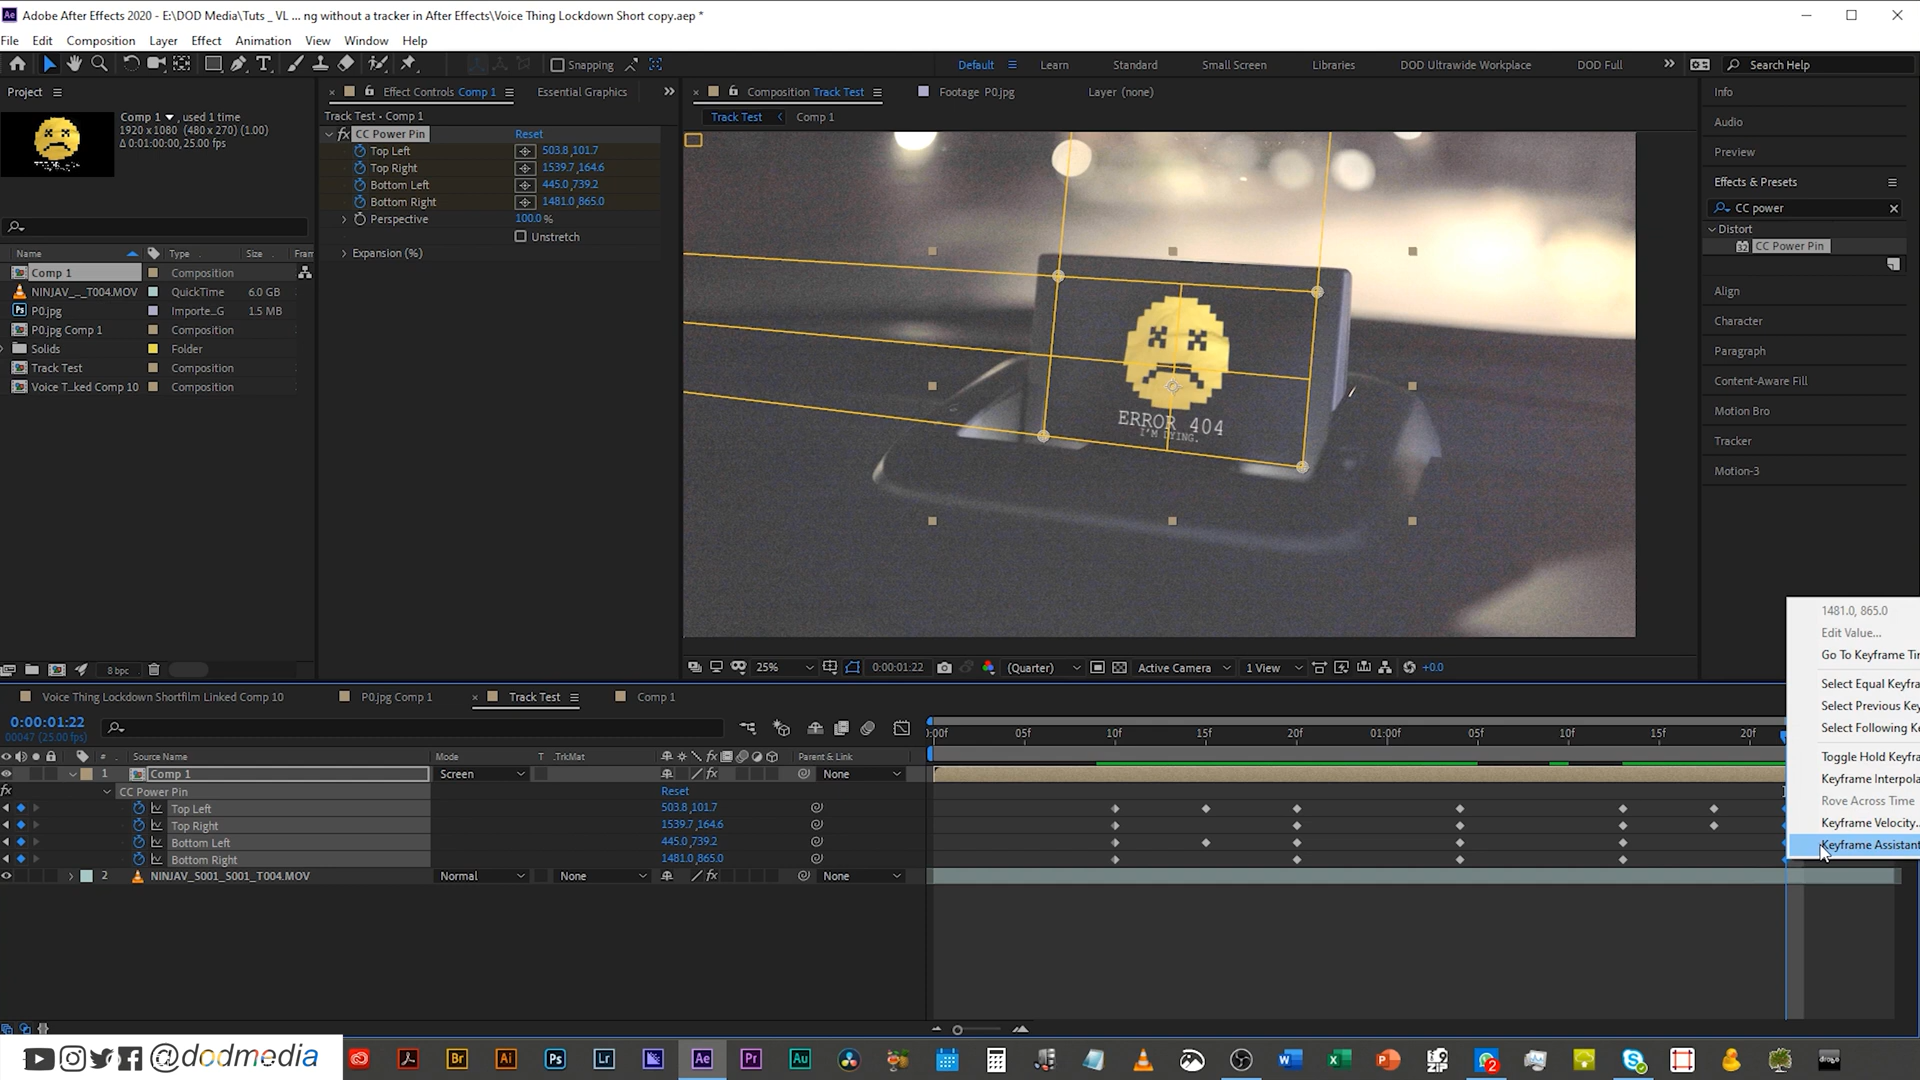 Adobe After Effects 2020 - E:\DOD Media\Tuts _ VL ... ng without a tracker in After Effects\Voice Thing Lockdown Short copy.aep *
File Edit Composition Layer Effect Animation View Window Help
Snapping
Default Learn Standard Small Screen Libraries DOD Ultrawide Workplace DOD Full Search Help
Project
Comp 1, used 1 time
1920 x 1080 (480 x 270) (1.00)
Δ 0:01:00:00, 25.00 fps
Name Type Size Fram
Comp 1 Composition
NINJAV_-_T004.MOV QuickTime 6.0 GB
P0.jpg Importe...G 1.5 MB
P0.jpg Comp 1 Composition
Solids Folder
Track Test Composition
Voice T...ked Comp 10 Composition
8 bpc
Effect Controls Comp 1 Essential Graphics
Track Test · Comp 1
fx CC Power Pin Reset
Top Left 503.8, 101.7
Top Right 1539.7, 164.6
Bottom Left 445.0, 739.2
Bottom Right 1481.0, 865.0
Perspective 100.0 %
Unstretch
Expansion (%)
Composition Track Test Footage P0.jpg Layer (none)
Track Test Comp 1
ERROR 404
I'M DYING.
25% 0:00:01:22 (Quarter) Active Camera 1 View +0.0
Info
Audio
Preview
Effects & Presets
CC power
Distort
32 CC Power Pin
Align
Character
Paragraph
Content-Aware Fill
Motion Bro
Tracker
Motion-3
1481.0, 865.0
Edit Value...
Go To Keyframe Tir
Select Equal Keyfra
Select Previous Key
Select Following Ke
Toggle Hold Keyfra
Keyframe Interpola
Rove Across Time
Keyframe Velocity...
Keyframe Assistant
Voice Thing Lockdown Shortfilm Linked Comp 10 P0.jpg Comp 1 Track Test Comp 1
0:00:01:22
00047 (25.00 fps)
:00f 05f 10f 15f 20f 01:00f 05f 10f 15f 20f
# Source Name Mode T .TrkMat Parent & Link
1 Comp 1 Screen None
fx CC Power Pin Reset
Top Left 503.8, 101.7
Top Right 1539.7, 164.6
Bottom Left 445.0, 739.2
Bottom Right 1481.0, 865.0
2 NINJAV_S001_S001_T004.MOV Normal None None
@dodmedia Br Ai Ps Lr Ae Pr Au 7 ZIP 2